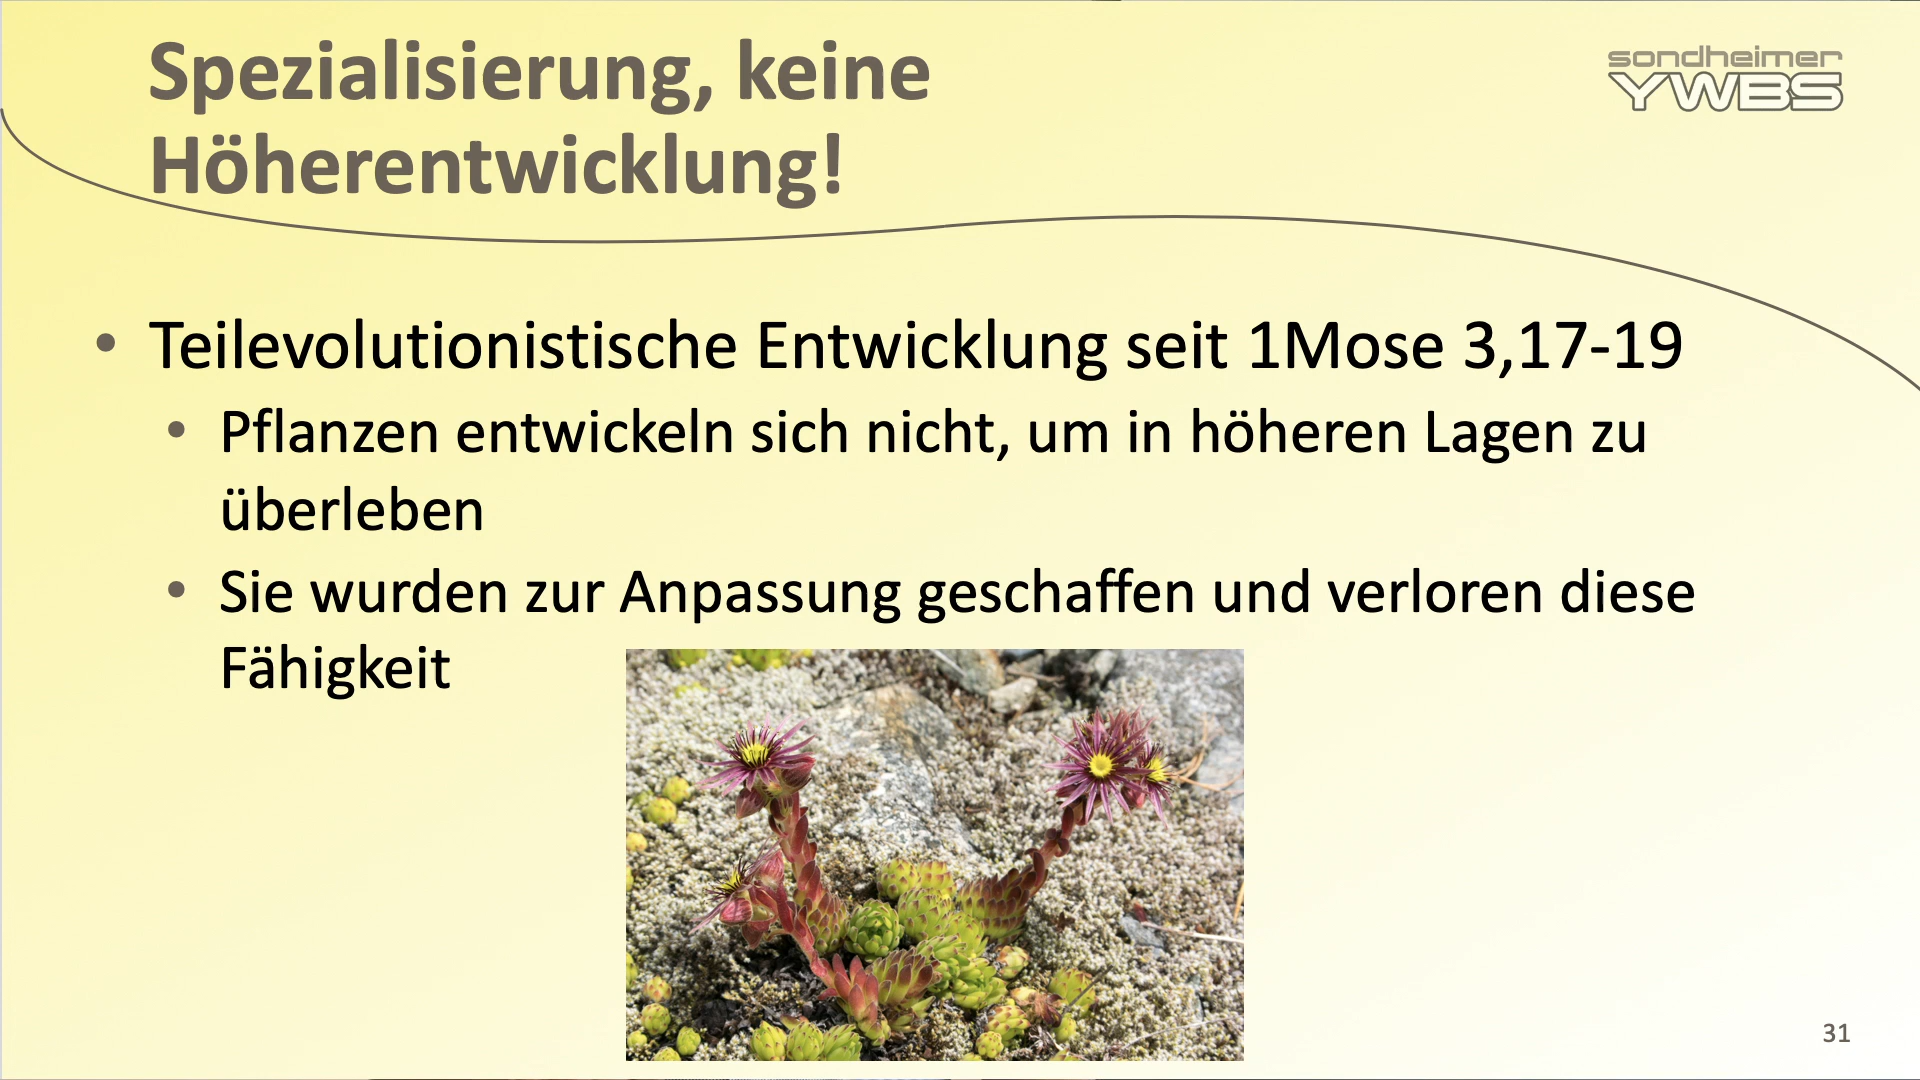 Spezialisierung, keine
Höherentwicklung!
sondheimer
YWBS
• Teilevolutionistische Entwicklung seit 1Mose 3,17-19
• Pflanzen entwickeln sich nicht, um in höheren Lagen zu
überleben
• Sie wurden zur Anpassung geschaffen und verloren diese
Fähigkeit
31